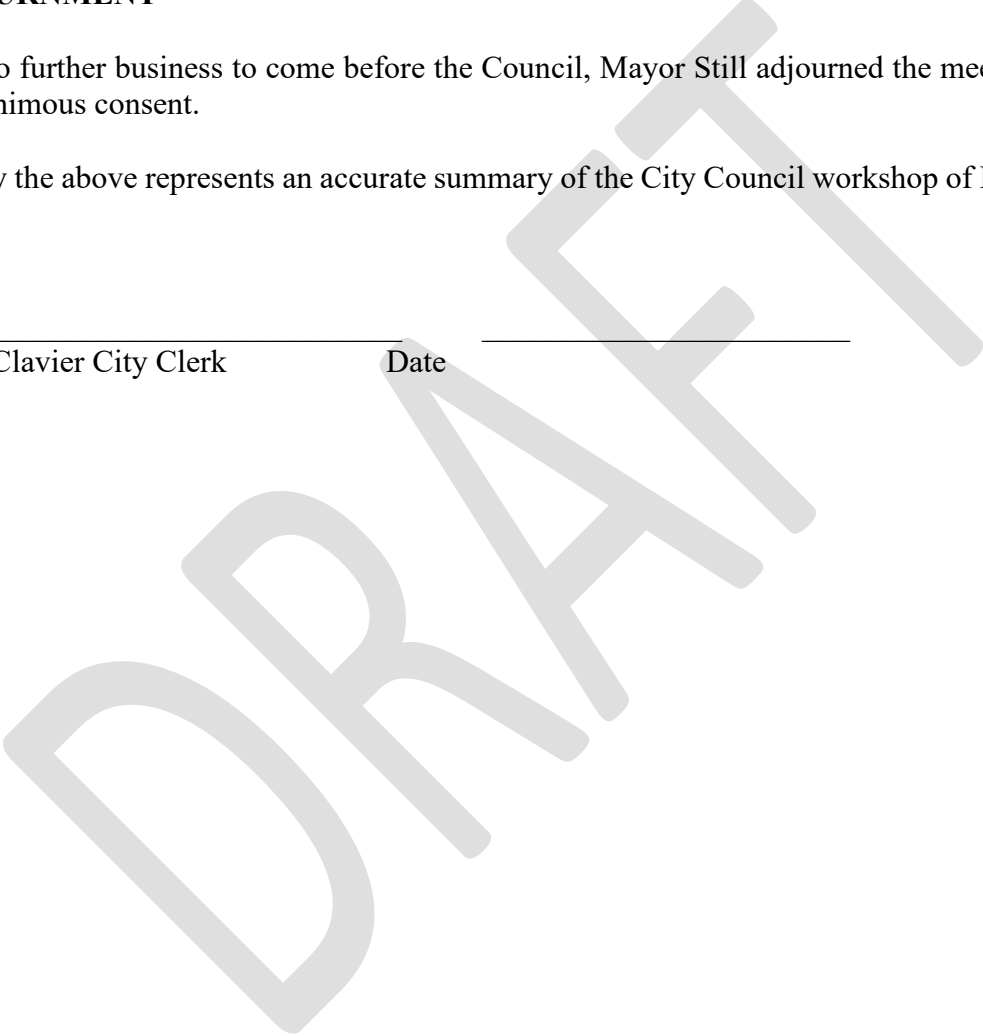 URNMENT
o further business to come before the Council, Mayor Still adjourned the mee
nimous consent.
y the above represents an accurate summary of the City Council workshop of
Clavier City Clerk Date
DRAFT